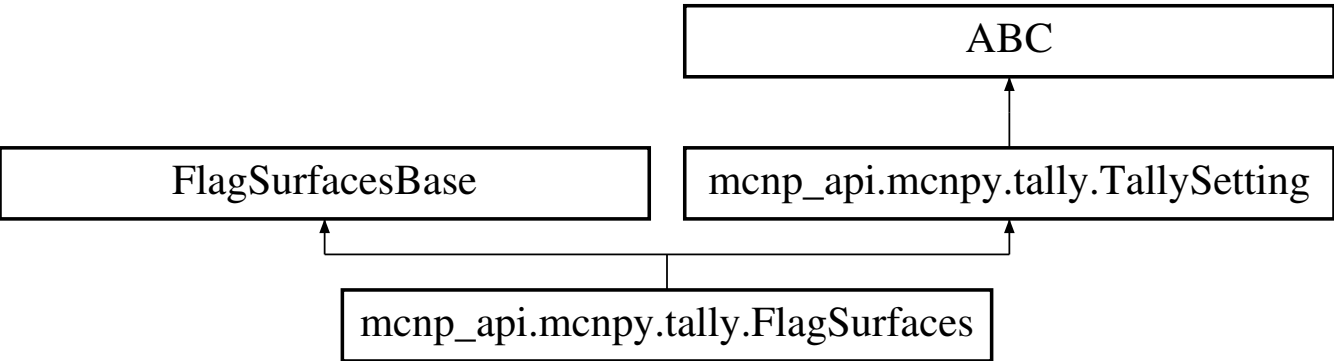 ABC
FlagSurfacesBase
mcnp_api.mcnpy.tally.TallySetting
mcnp_api.mcnpy.tally.FlagSurfaces